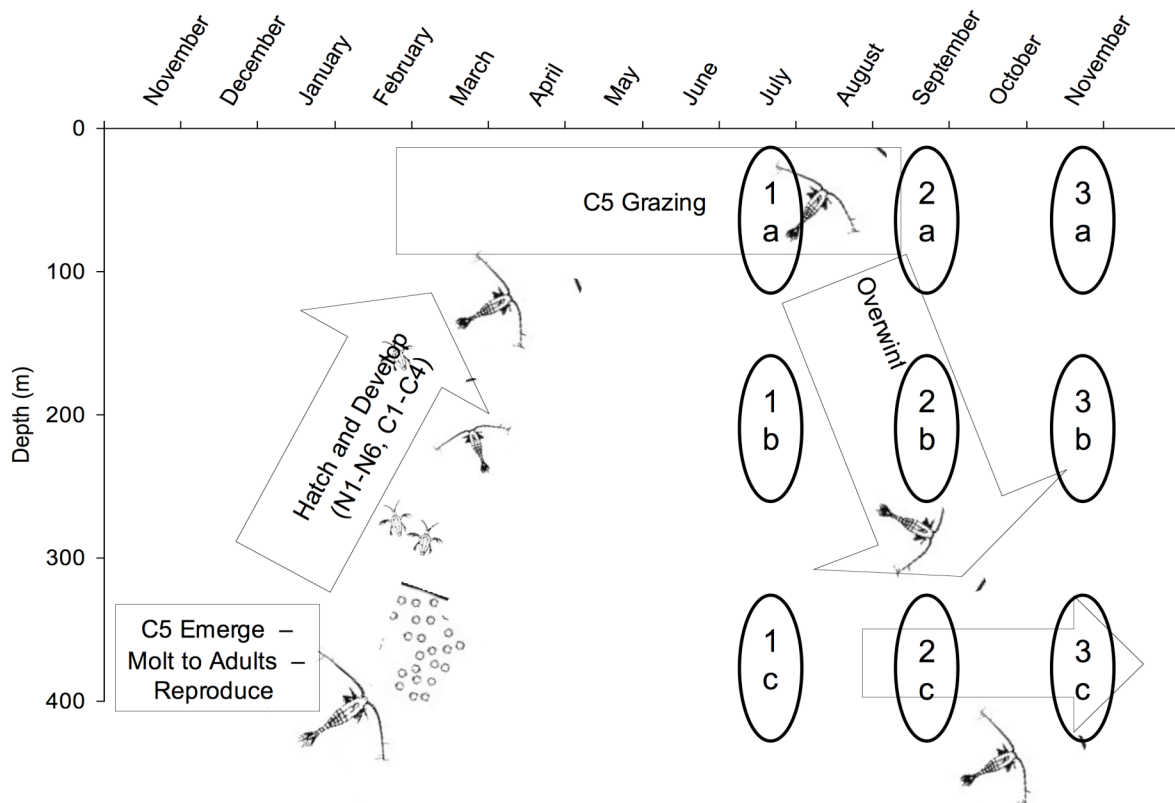 November
December
January
February
March
April
May
June
July
August
September
October
November
0
100
200
300
400
Depth (m)
C5 Grazing
Hatch and Develop
(N1-N6, C1-C4)
C5 Emerge –
Molt to Adults –
Reproduce
Overwint
1
a
2
a
3
a
1
b
2
b
3
b
1
c
2
c
3
c